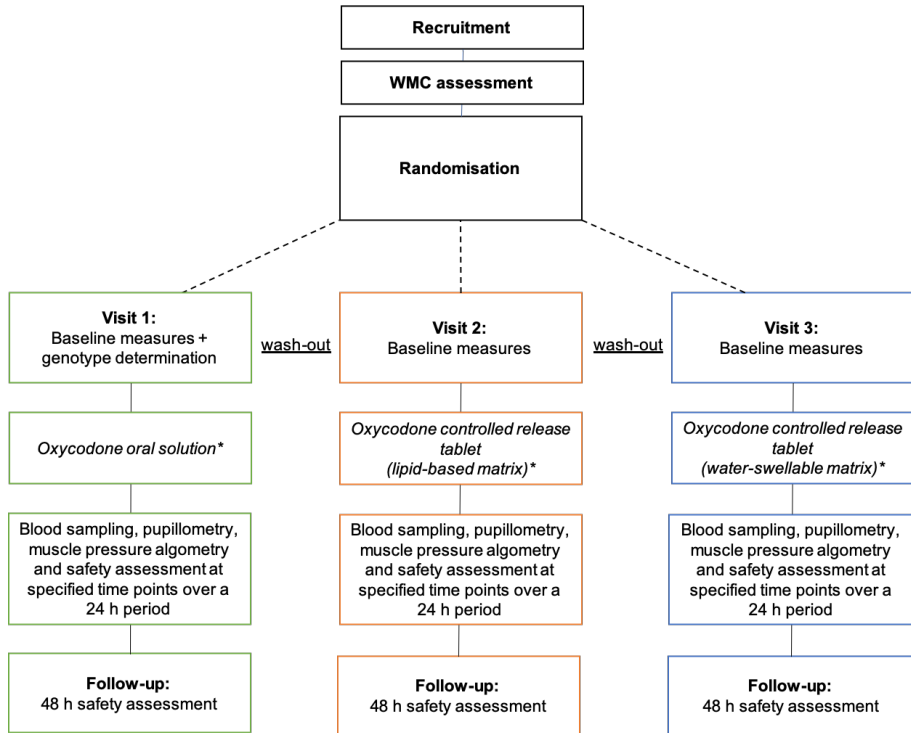 Recruitment
WMC assessment
Randomisation
Visit 1:
Baseline measures +
genotype determination
wash-out
Visit 2:
Baseline measures
wash-out
Visit 3:
Baseline measures
Oxycodone oral solution*
Oxycodone controlled release
tablet
(lipid-based matrix)*
Oxycodone controlled release
tablet
(water-swellable matrix)*
Blood sampling, pupillometry,
muscle pressure algometry
and safety assessment at
specified time points over a
24 h period
Blood sampling, pupillometry,
muscle pressure algometry
and safety assessment at
specified time points over a
24 h period
Blood sampling, pupillometry,
muscle pressure algometry
and safety assessment at
specified time points over a
24 h period
Follow-up:
48 h safety assessment
Follow-up:
48 h safety assessment
Follow-up:
48 h safety assessment